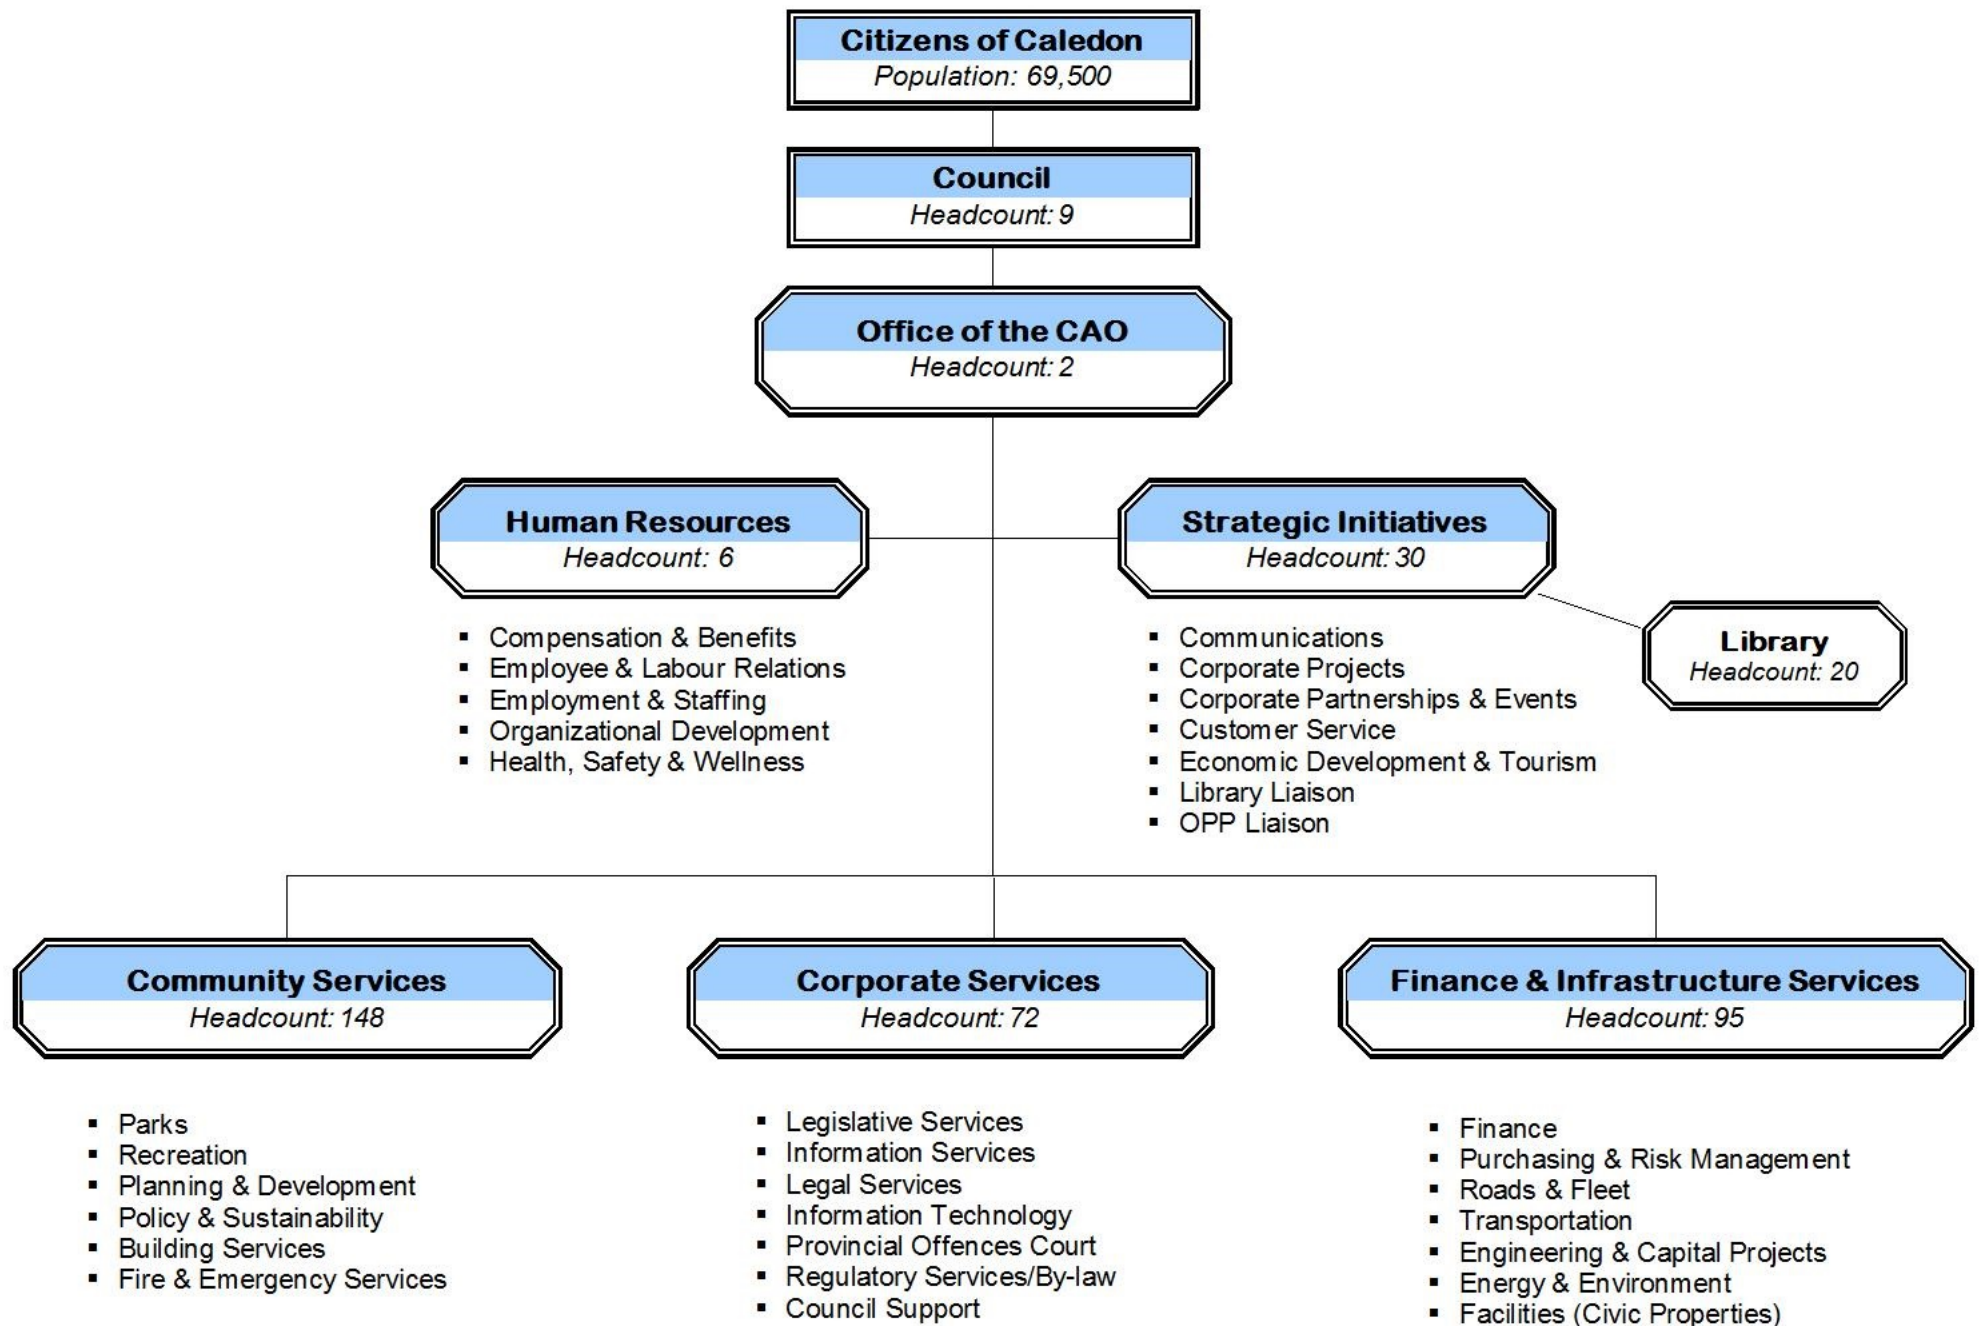 Citizens of Caledon
Population: 69,500
Council
Headcount: 9
Office of the CAO
Headcount: 2
Human Resources
Headcount: 6
▪ Compensation & Benefits
▪ Employee & Labour Relations
▪ Employment & Staffing
▪ Organizational Development
▪ Health, Safety & Wellness
Strategic Initiatives
Headcount: 30
▪ Communications
▪ Corporate Projects
▪ Corporate Partnerships & Events
▪ Customer Service
▪ Economic Development & Tourism
▪ Library Liaison
▪ OPP Liaison
Library
Headcount: 20
Community Services
Headcount: 148
▪ Parks
▪ Recreation
▪ Planning & Development
▪ Policy & Sustainability
▪ Building Services
▪ Fire & Emergency Services
Corporate Services
Headcount: 72
▪ Legislative Services
▪ Information Services
▪ Legal Services
▪ Information Technology
▪ Provincial Offences Court
▪ Regulatory Services/By-law
▪ Council Support
Finance & Infrastructure Services
Headcount: 95
▪ Finance
▪ Purchasing & Risk Management
▪ Roads & Fleet
▪ Transportation
▪ Engineering & Capital Projects
▪ Energy & Environment
▪ Facilities (Civic Properties)